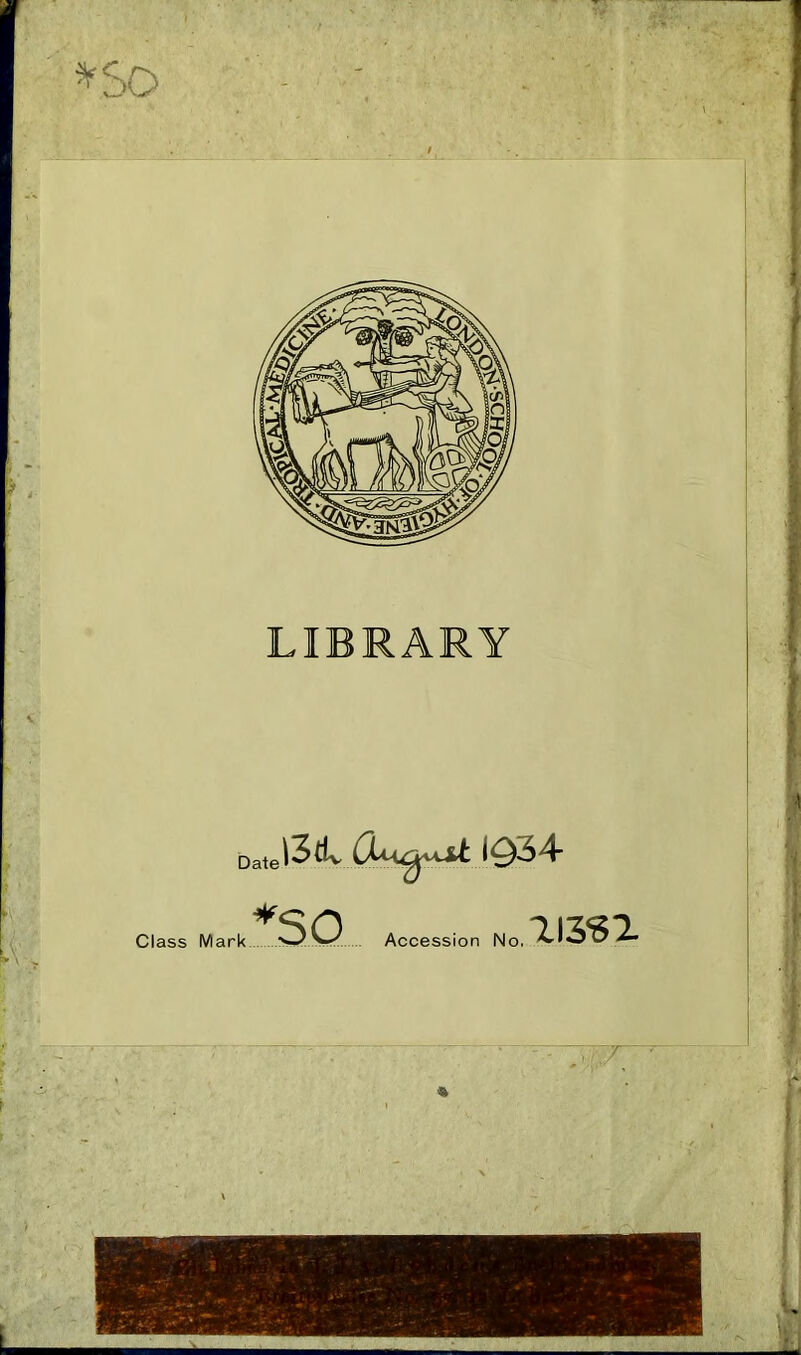 *SO
LONDON·SCHOOL·OF·HYGIENE·AND·TROPICAL·MEDICINE·
LIBRARY
Date 13th August 1934
Class Mark *SO Accession No. 21382